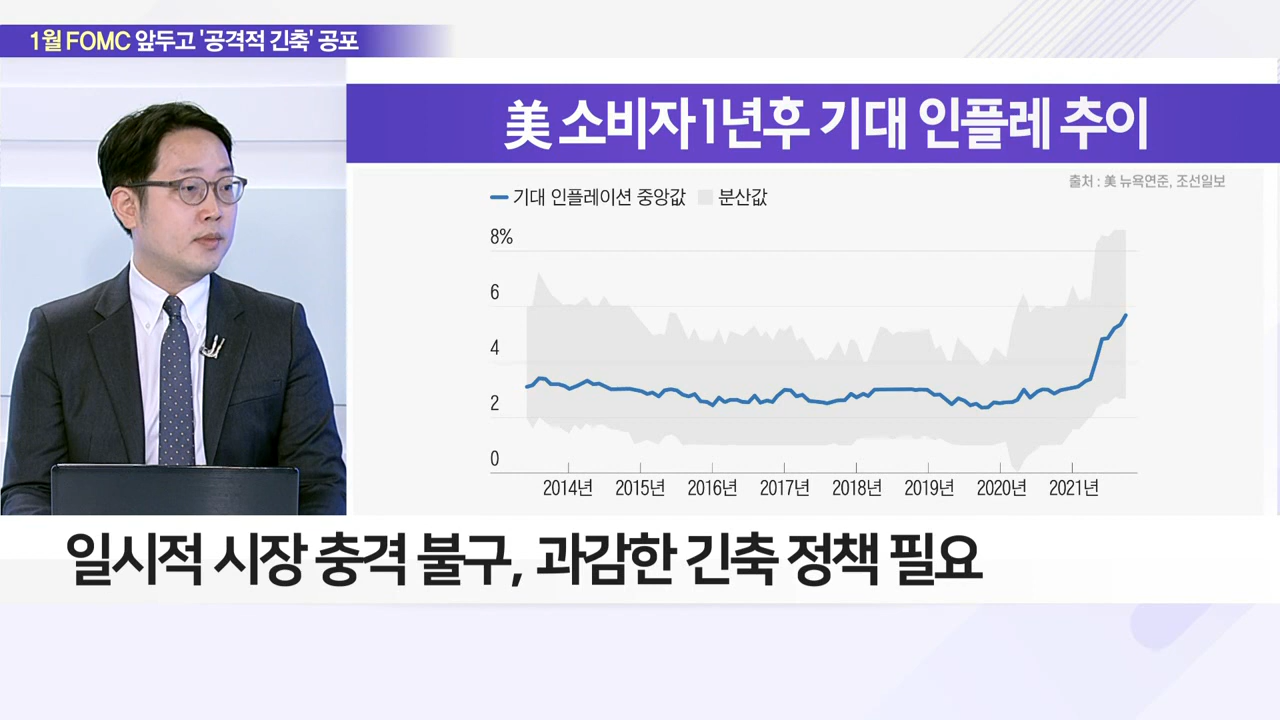 1월 FOMC 앞두고 '공격적 긴축' 공포
美 소비자 1년후 기대 인플레 추이
출처 : 美 뉴욕연준, 조선일보
기대 인플레이션 중앙값 분산값
8%
6
4
2
0
2014년 2015년 2016년 2017년 2018년 2019년 2020년 2021년
일시적 시장 충격 불구, 과감한 긴축 정책 필요